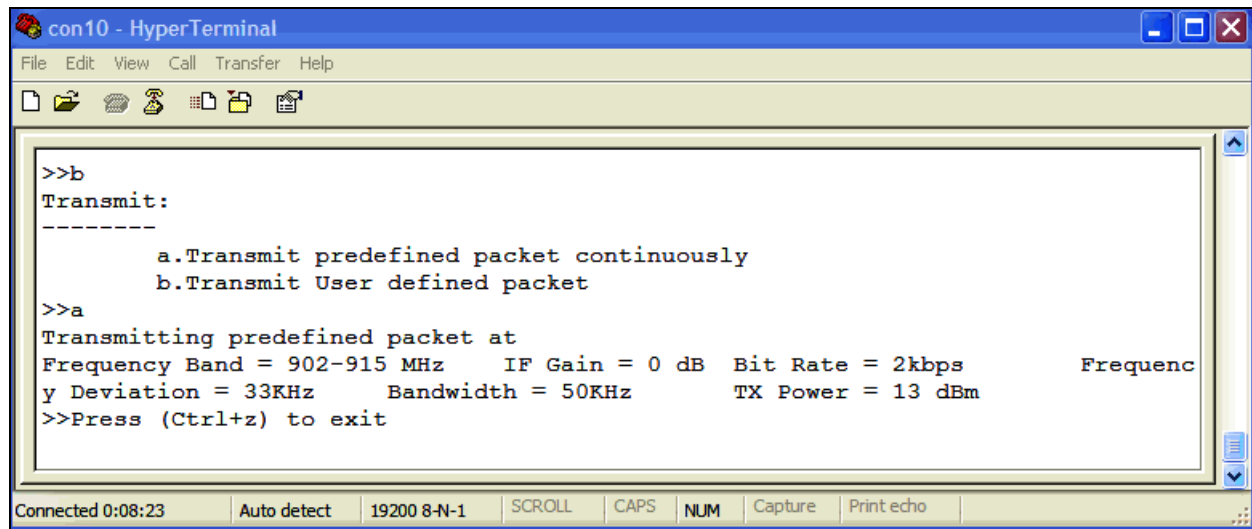 con10 - HyperTerminal
File Edit View Call Transfer Help
>>b
Transmit:
--------
a.Transmit predefined packet continuously
b.Transmit User defined packet
>>a
Transmitting predefined packet at
Frequency Band = 902-915 MHz IF Gain = 0 dB Bit Rate = 2kbps Frequenc
y Deviation = 33KHz Bandwidth = 50KHz TX Power = 13 dBm
>>Press (Ctrl+z) to exit
Connected 0:08:23 Auto detect 19200 8-N-1 SCROLL CAPS NUM Capture Print echo